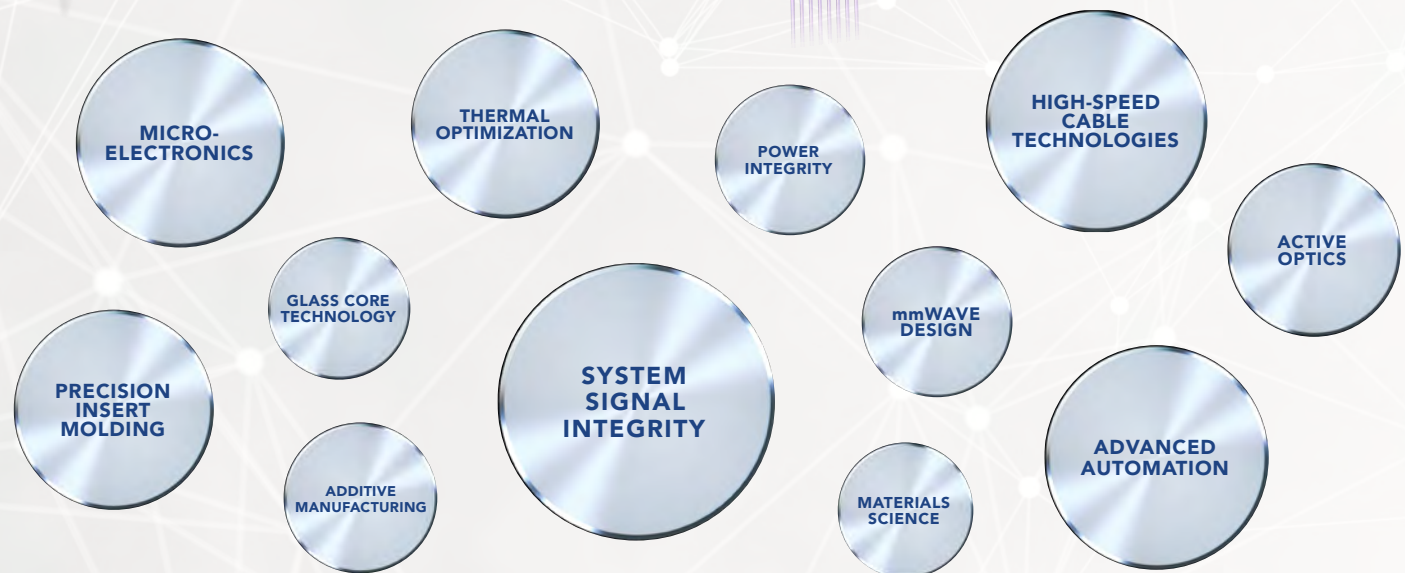 MICRO-
ELECTRONICS
THERMAL
OPTIMIZATION
POWER
INTEGRITY
HIGH-SPEED
CABLE
TECHNOLOGIES
ACTIVE
OPTICS
GLASS CORE
TECHNOLOGY
mmWAVE
DESIGN
PRECISION
INSERT
MOLDING
SYSTEM
SIGNAL
INTEGRITY
ADVANCED
AUTOMATION
ADDITIVE
MANUFACTURING
MATERIALS
SCIENCE